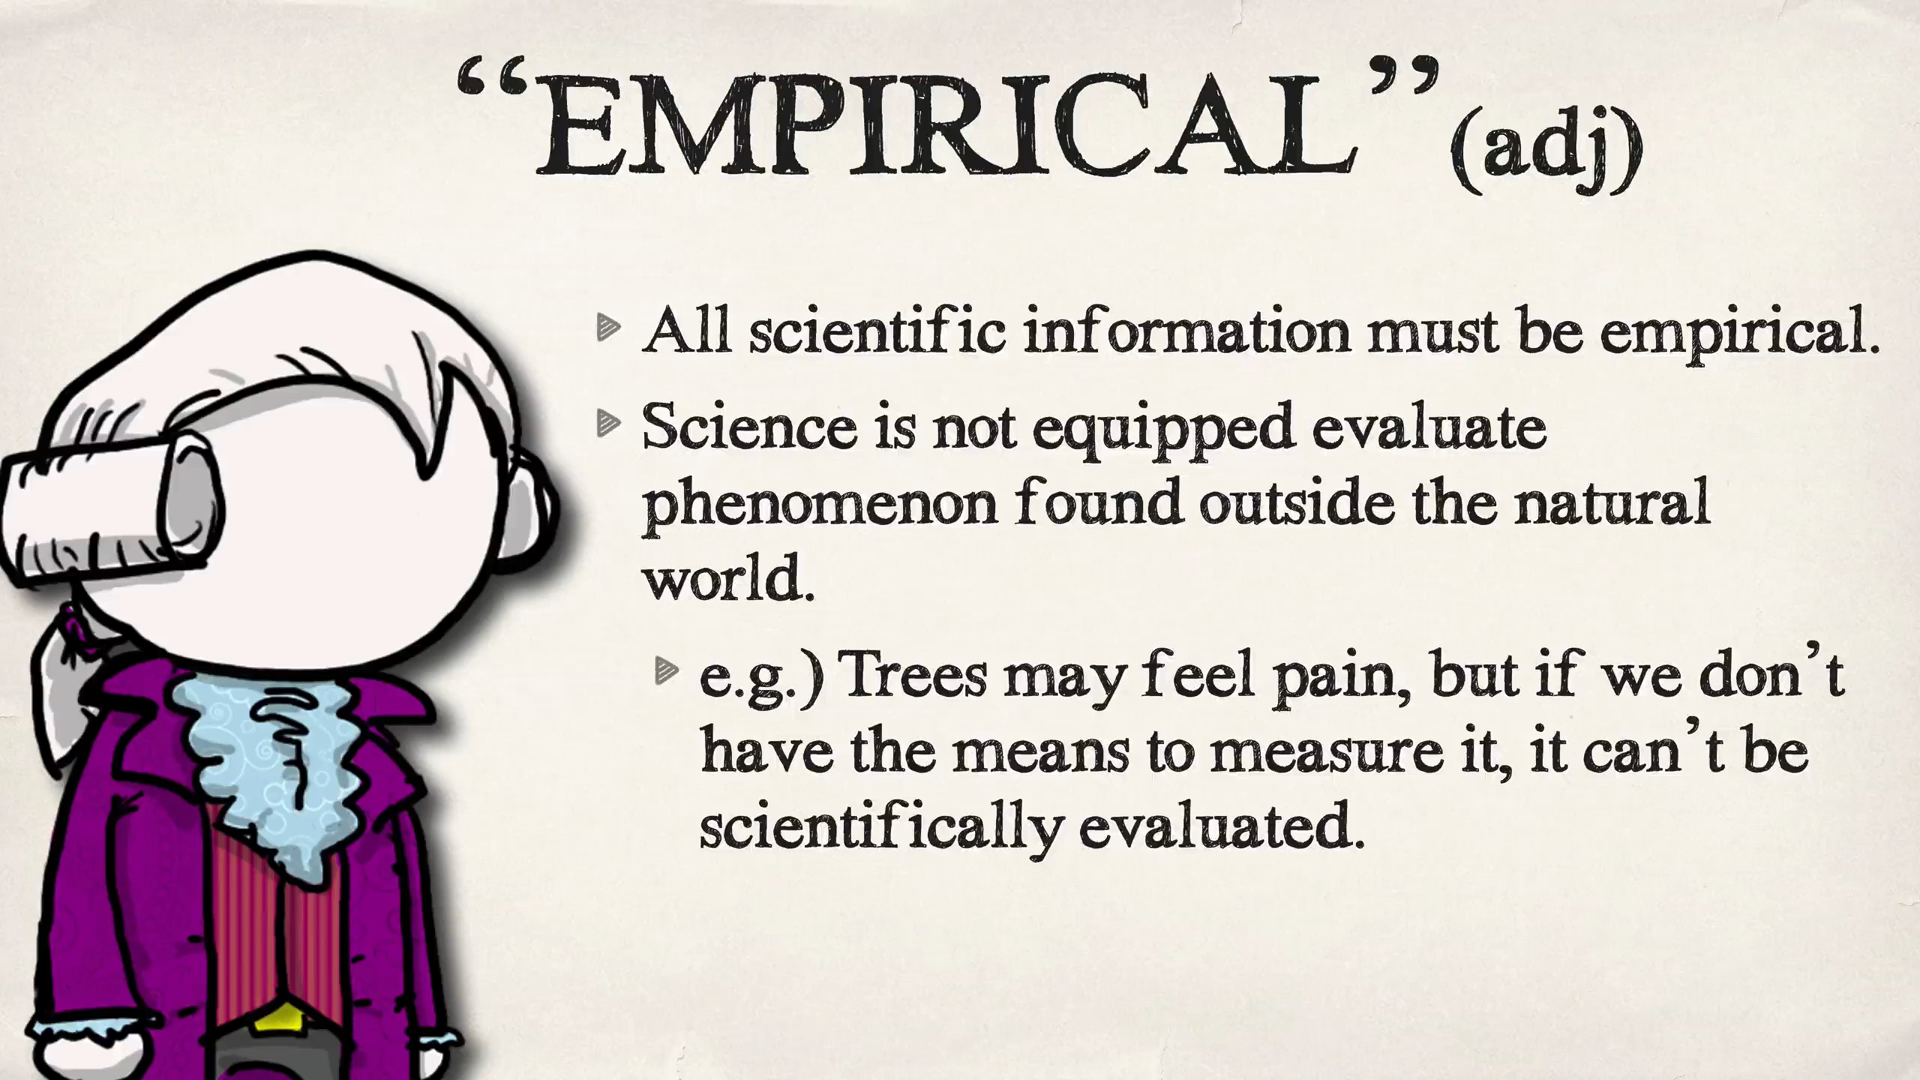 “EMPIRICAL” (adj)
All scientific information must be empirical.
Science is not equipped evaluate
phenomenon found outside the natural
world.
e.g.) Trees may feel pain, but if we don’t
have the means to measure it, it can’t be
scientifically evaluated.